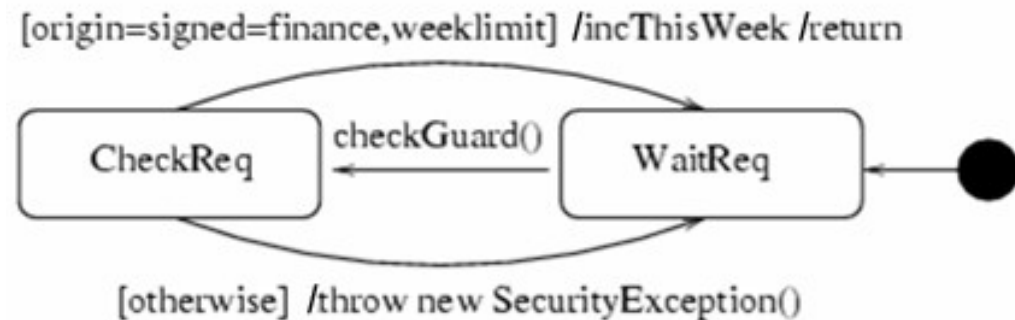 [origin=signed=finance,weeklimit] /incThisWeek /return
checkGuard()
CheckReq
WaitReq
[otherwise] /throw new SecurityException()